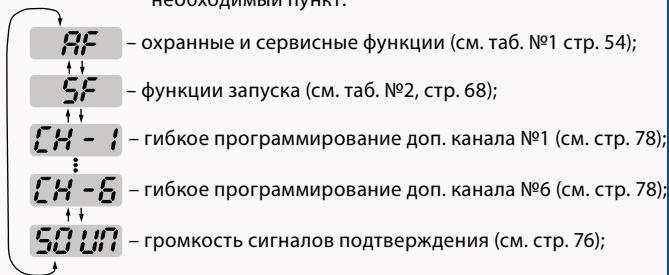 необходимый пункт.
AF – охранные и сервисные функции (см. таб. №1 стр. 54);
SF – функции запуска (см. таб. №2, стр. 68);
CH - 1 – гибкое программирование доп. канала №1 (см. стр. 78);
CH - 6 – гибкое программирование доп. канала №6 (см. стр. 78);
SOUN – громкость сигналов подтверждения (см. стр. 76);